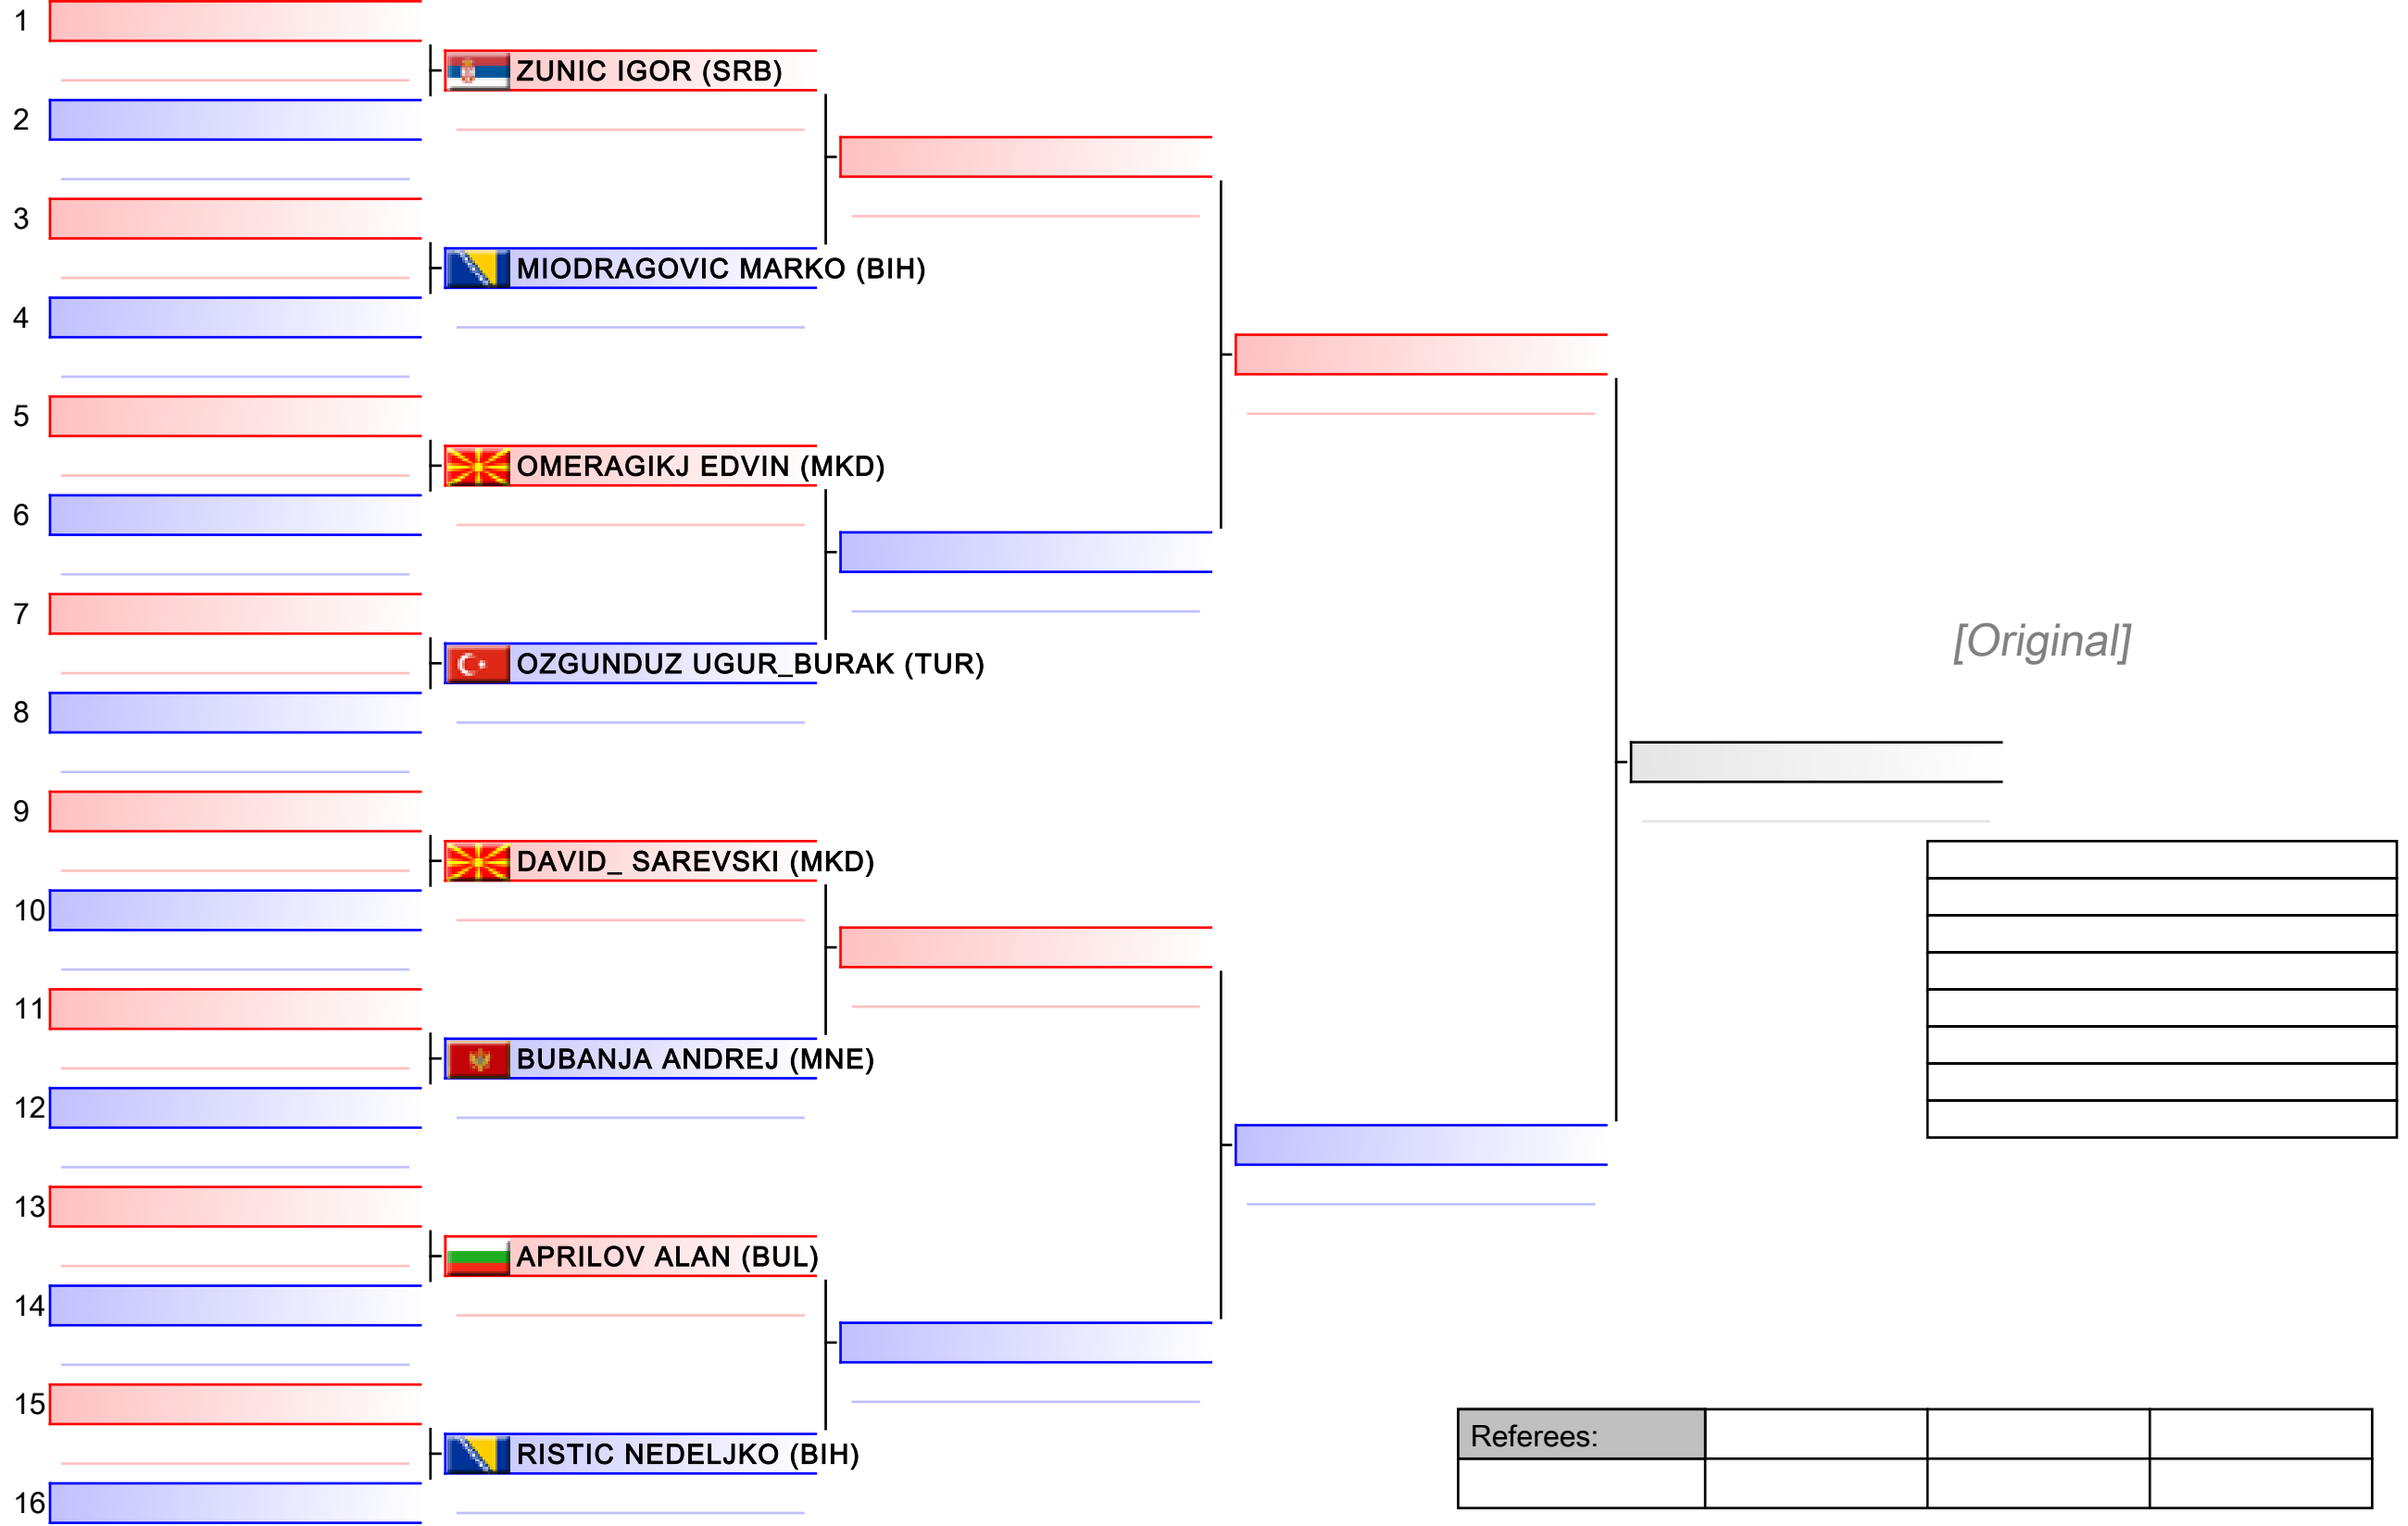 1
ZUNIC IGOR (SRB)
2
3
MIODRAGOVIC MARKO (BIH)
4
5
OMERAGIKJ EDVIN (MKD)
6
7
[Original]
OZGUNDUZ UGUR_BURAK (TUR)
8
9
DAVID_ SAREVSKI (MKD)
10
11
BUBANJA ANDREJ (MNE)
12
13
APRILOV ALAN (BUL)
14
15
Referees:
RISTIC NEDELJKO (BIH)
16